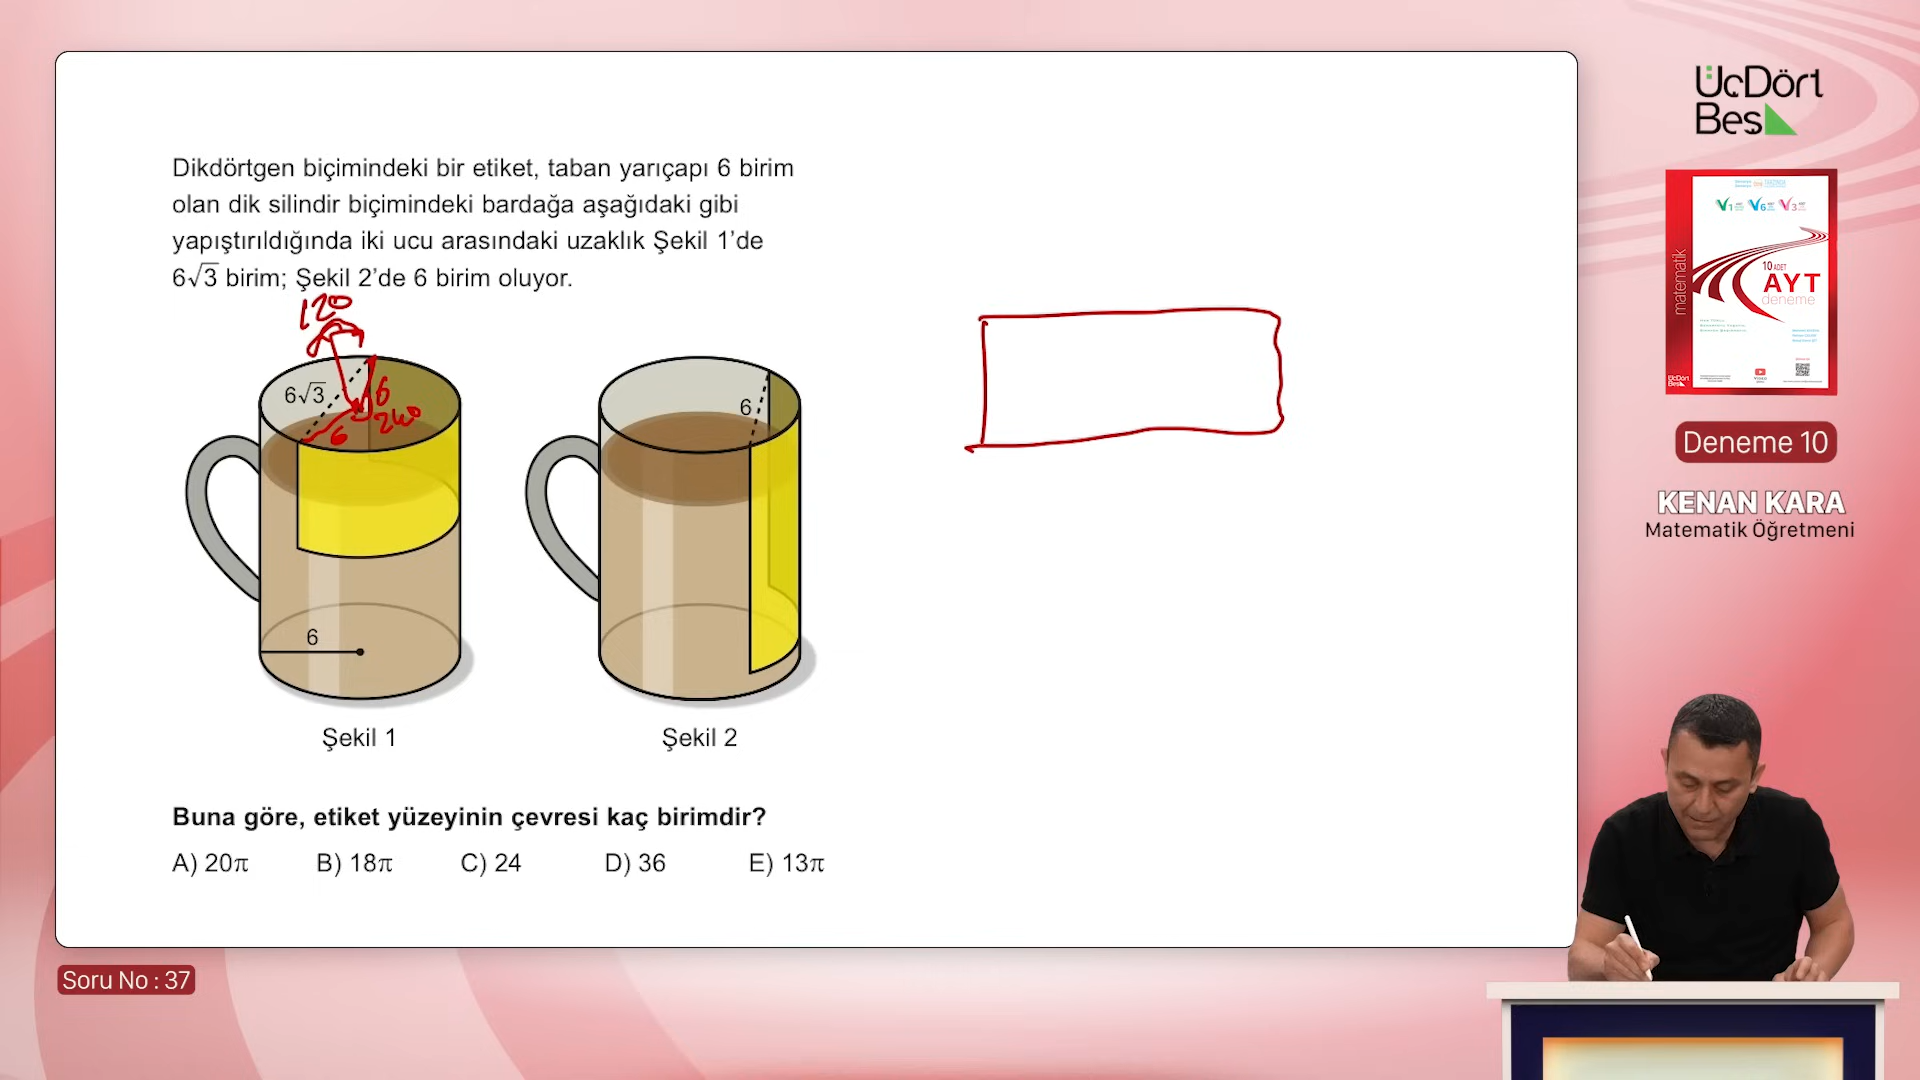 Dikdörtgen biçimindeki bir etiket, taban yarıçapı 6 birim
olan dik silindir biçimindeki bardağa aşağıdaki gibi
yapıştırıldığında iki ucu arasındaki uzaklık Şekil 1’de
6√3 birim; Şekil 2’de 6 birim oluyor.
120
6√3
6
240
6
6
6
Şekil 1
Şekil 2
Buna göre, etiket yüzeyinin çevresi kaç birimdir?
A) 20π B) 18π C) 24 D) 36 E) 13π
Soru No : 37
ÜçDört
Beş
matematik
10 ADET
AYT
deneme
ÜçDört
Beş
Deneme 10
KENAN KARA
Matematik Öğretmeni